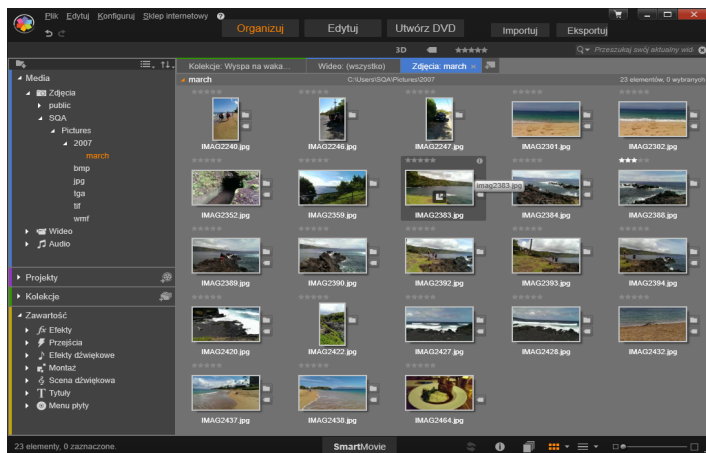 Plik Edytuj Konfiguruj Sklep internetowy ?
Organizuj Edytuj Utwórz DVD Importuj Eksportuj
3D
Przeszukaj swój aktualny wid
Kolekcje: Wyspa na waka... Wideo: (wszystko) Zdjęcia: march
march C:\Users\SQA\Pictures\2007 23 elementów, 0 wybranych
Media
Zdjęcia
public
SQA
Pictures
2007
march
bmp
jpg
tga
tif
wmf
Wideo
Audio
Projekty
Kolekcje
Zawartość
fx Efekty
Przejścia
Efekty dźwiękowe
Montaż
Scena dźwiękowa
T Tytuły
Menu płyty
IMAG2240.jpg IMAG2246.jpg IMAG2247.jpg IMAG2301.jpg IMAG2302.jpg
imag2383.jpg
IMAG2352.jpg IMAG2359.jpg IMAG2383.jpg IMAG2384.jpg IMAG2388.jpg
IMAG2389.jpg IMAG2390.jpg IMAG2392.jpg IMAG2393.jpg IMAG2394.jpg
IMAG2420.jpg IMAG2422.jpg IMAG2427.jpg IMAG2428.jpg IMAG2432.jpg
IMAG2437.jpg IMAG2438.jpg IMAG2464.jpg
23 elementy, 0 zaznaczone. SmartMovie